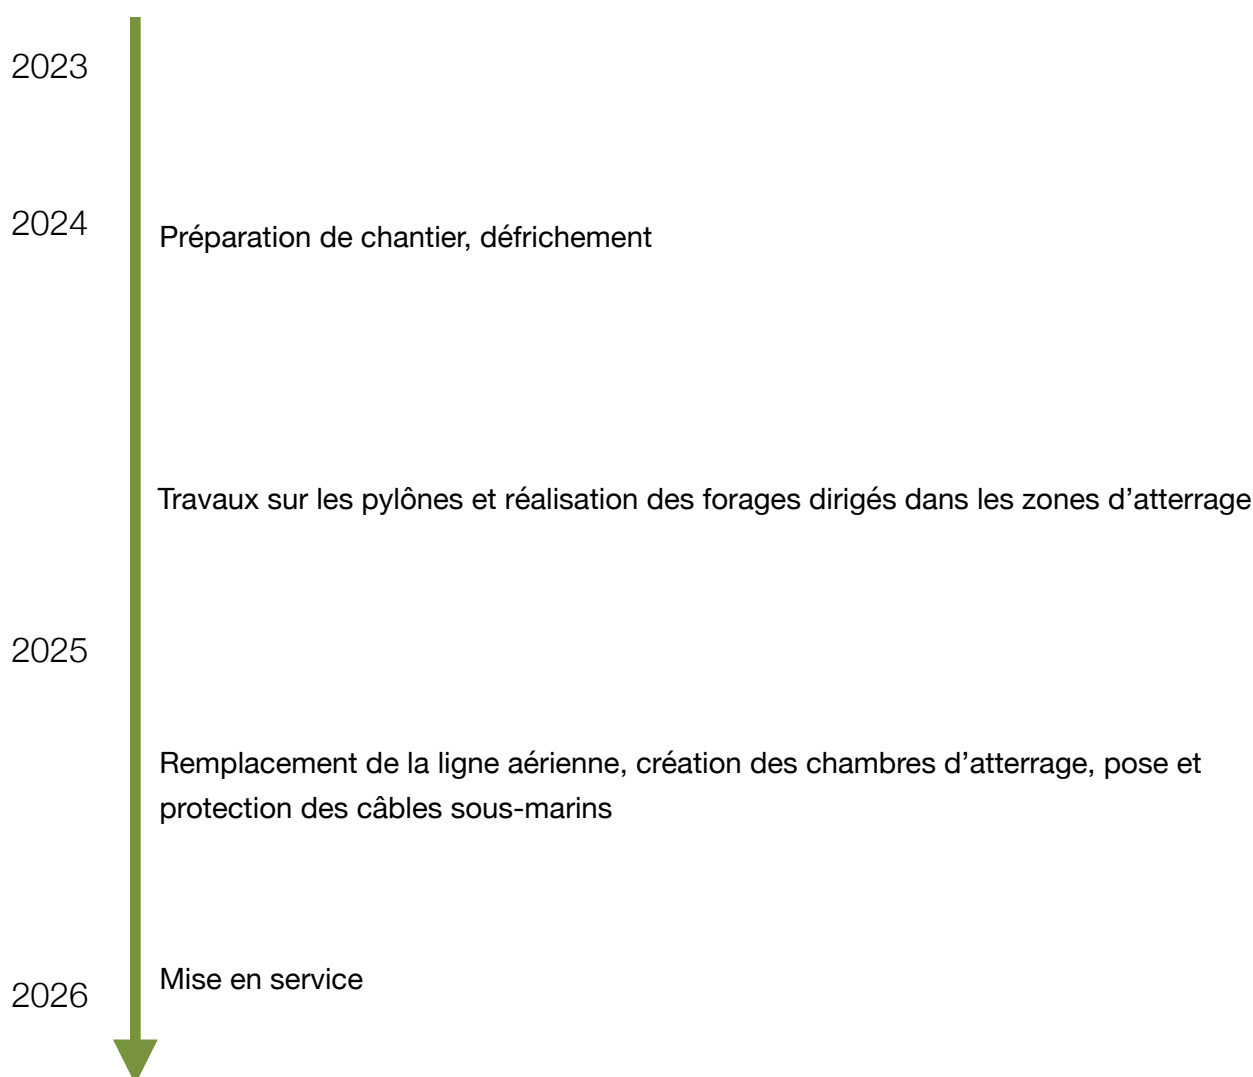 2023
2024
Préparation de chantier, défrichement
Travaux sur les pylônes et réalisation des forages dirigés dans les zones d’atterrage
2025
Remplacement de la ligne aérienne, création des chambres d’atterrage, pose et
protection des câbles sous-marins
Mise en service
2026